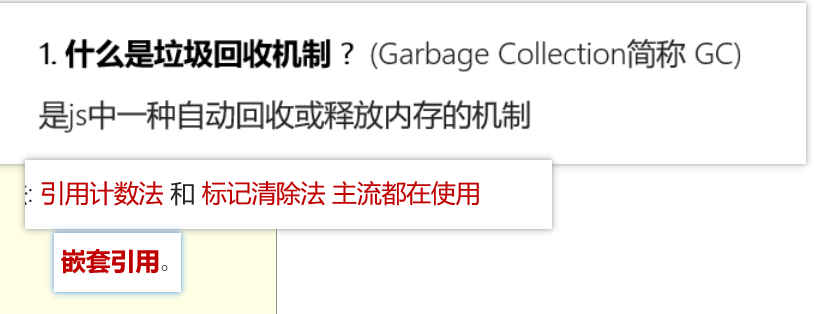 1. 什么是垃圾回收机制？ (Garbage Collection简称 GC)
是js中一种自动回收或释放内存的机制
: 引用计数法 和 标记清除法 主流都在使用
嵌套引用。